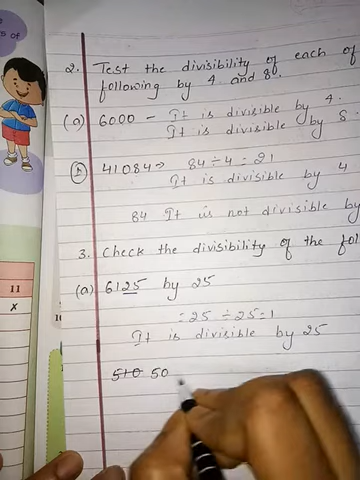 s of
2. Test the divisibility of each of
following by 4 and 8.
(a) 6000 - It is divisible by 4.
It is divisible by 8
(b) 41084 → 84 ÷ 4 = 21
It is divisible by 4
84 It is not divisible by
3. Check the divisibility of the fol
11
x
(a) 6125 by 25
= 25 ÷ 25 = 1
It is divisible by 25
510 50